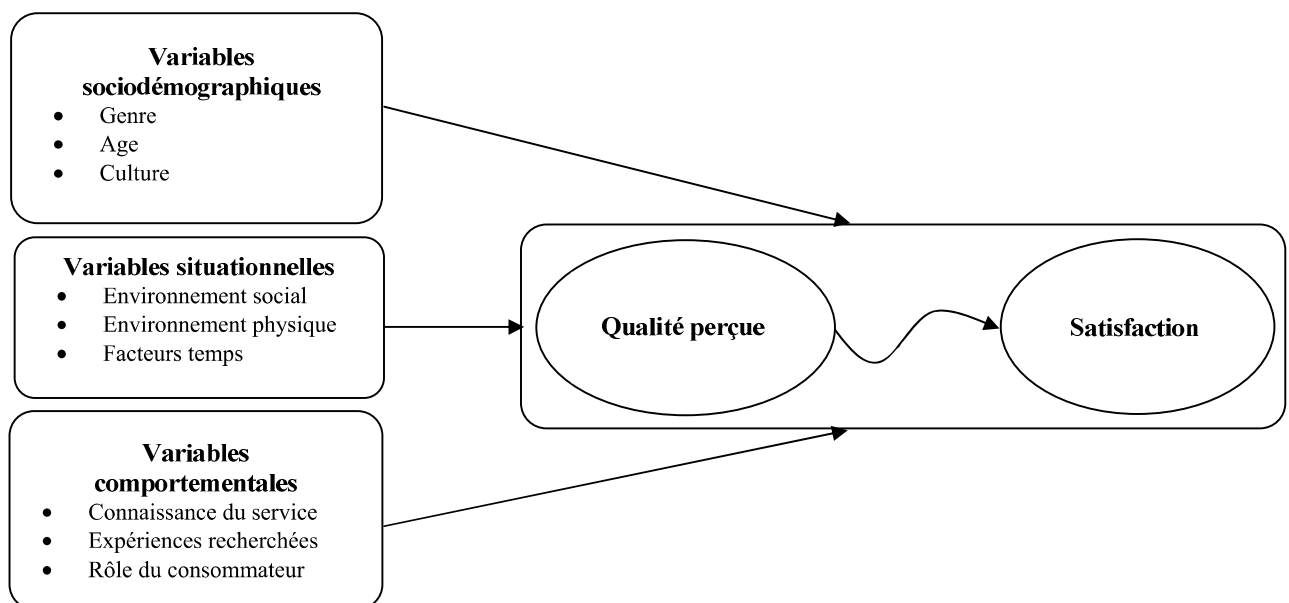 Variables
sociodémographiques
• Genre
• Age
• Culture
Variables situationnelles
• Environnement social
• Environnement physique
• Facteurs temps
Variables
comportementales
• Connaissance du service
• Expériences recherchées
• Rôle du consommateur
Qualité perçue
Satisfaction